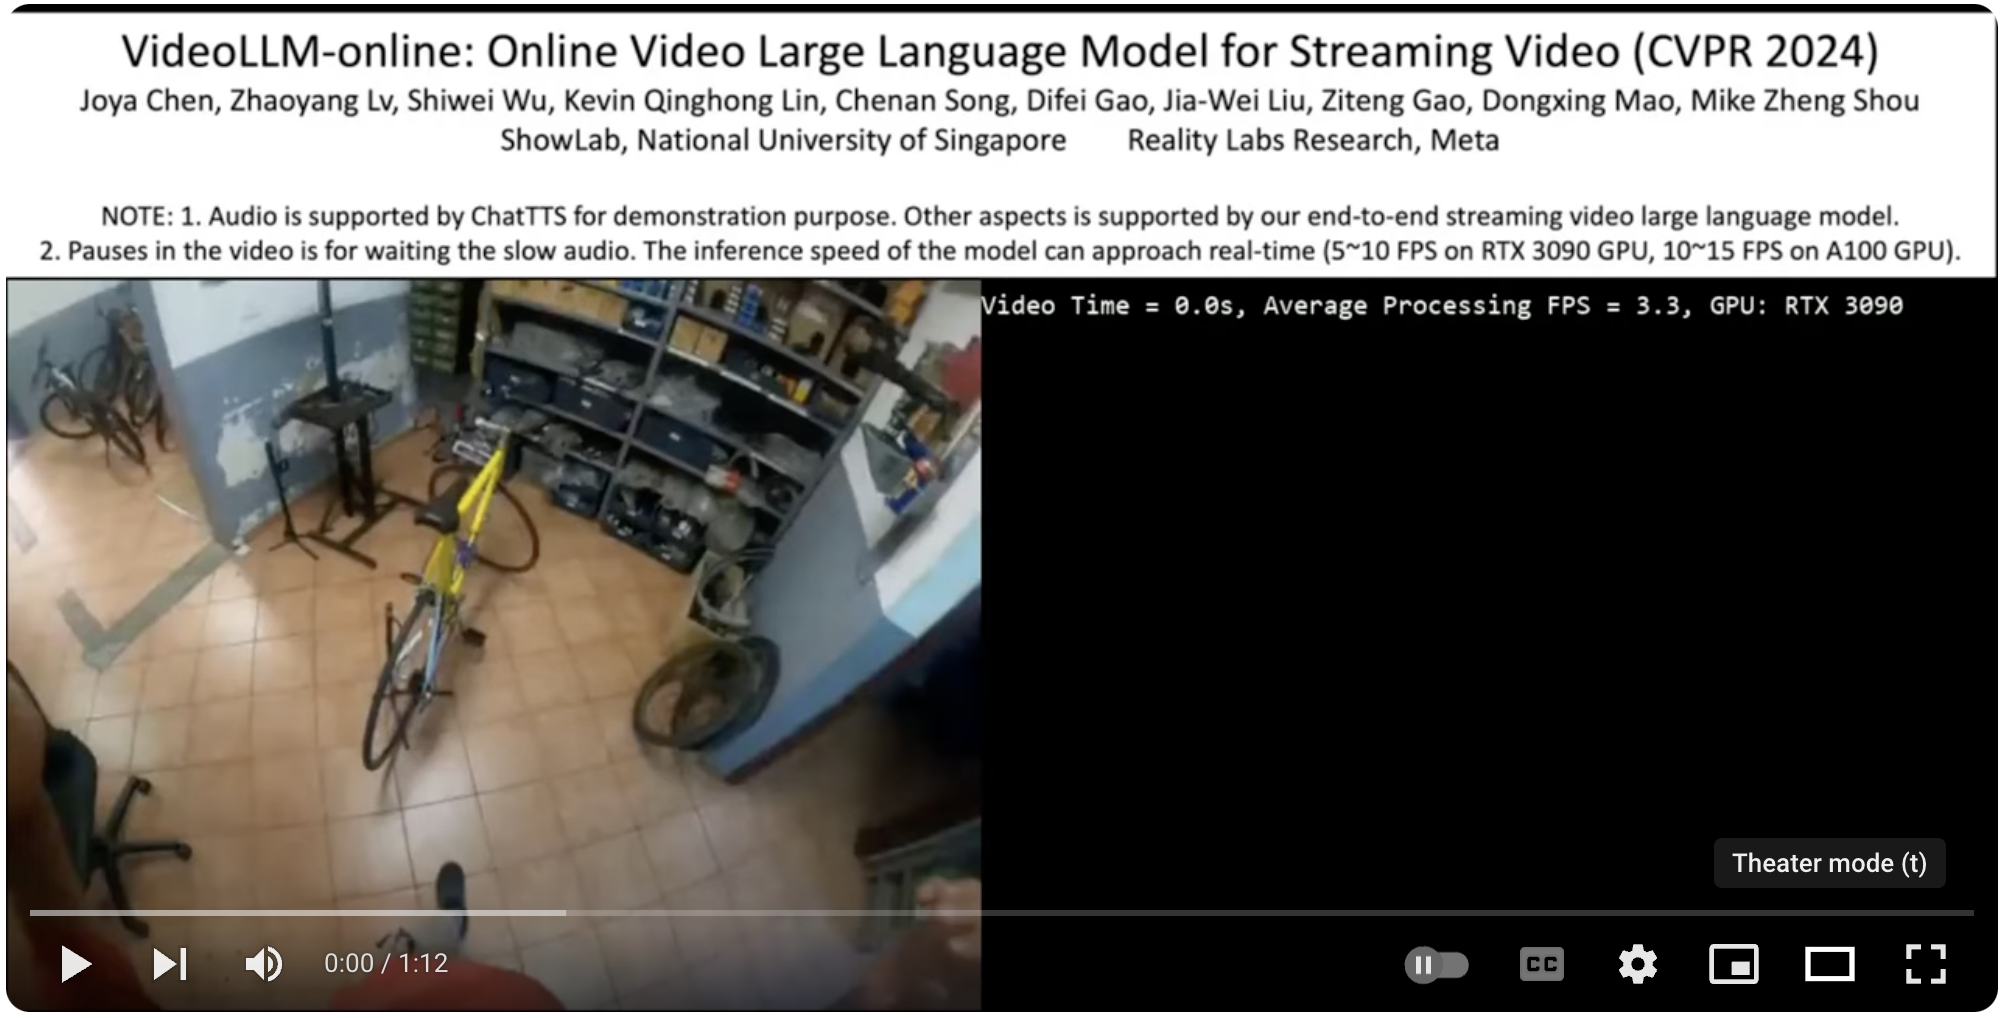 VideoLLM-online: Online Video Large Language Model for Streaming Video (CVPR 2024)
Joya Chen, Zhaoyang Lv, Shiwei Wu, Kevin Qinghong Lin, Chenan Song, Difei Gao, Jia-Wei Liu, Ziteng Gao, Dongxing Mao, Mike Zheng Shou
ShowLab, National University of Singapore Reality Labs Research, Meta
NOTE: 1. Audio is supported by ChatTTS for demonstration purpose. Other aspects is supported by our end-to-end streaming video large language model.
2. Pauses in the video is for waiting the slow audio. The inference speed of the model can approach real-time (5~10 FPS on RTX 3090 GPU, 10~15 FPS on A100 GPU).
Video Time = 0.0s, Average Processing FPS = 3.3, GPU: RTX 3090
Theater mode (t)
0:00 / 1:12
CC